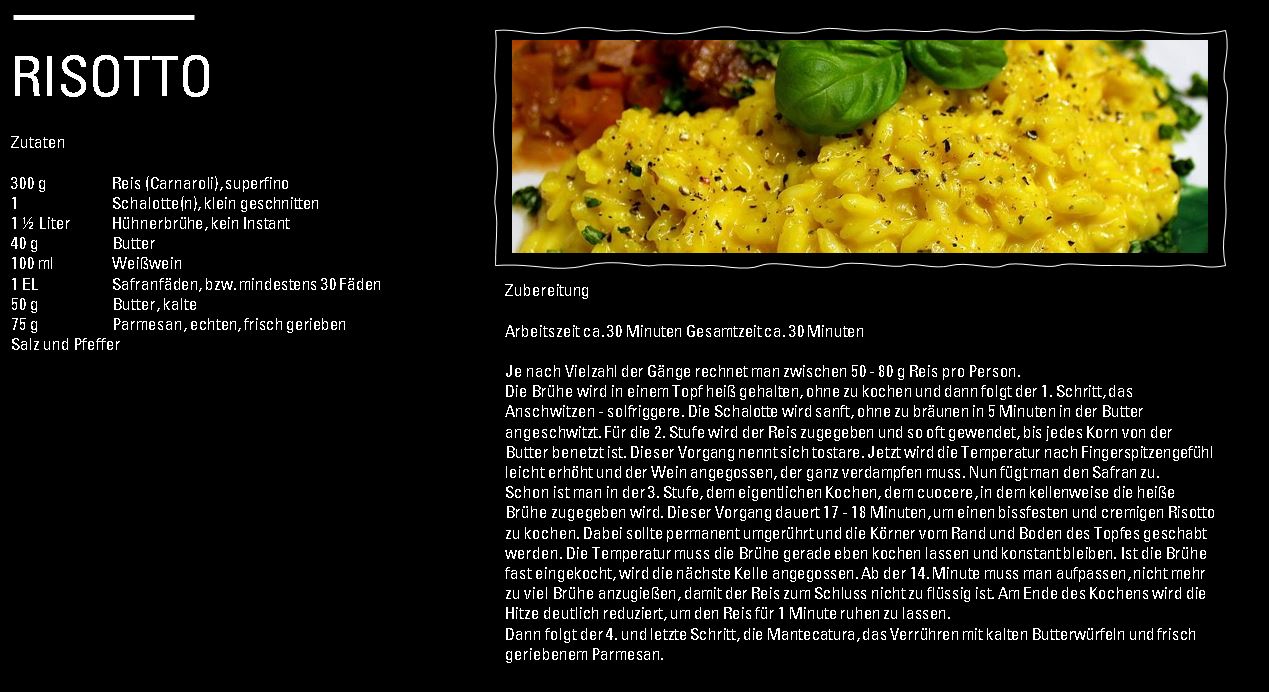 RISOTTO
Zutaten
300 g Reis (Carnaroli), superfino
1 Schalotte(n), klein geschnitten
1 ½ Liter Hühnerbrühe, kein Instant
40 g Butter
100 ml Weißwein
1 EL Safranfäden, bzw. mindestens 30 Fäden
50 g Butter, kalte
75 g Parmesan, echten, frisch gerieben
Salz und Pfeffer
Zubereitung
Arbeitszeit ca. 30 Minuten Gesamtzeit ca. 30 Minuten
Je nach Vielzahl der Gänge rechnet man zwischen 50 - 80 g Reis pro Person.
Die Brühe wird in einem Topf heiß gehalten, ohne zu kochen und dann folgt der 1. Schritt, das
Anschwitzen - solfriggere. Die Schalotte wird sanft, ohne zu bräunen in 5 Minuten in der Butter
angeschwitzt. Für die 2. Stufe wird der Reis zugegeben und so oft gewendet, bis jedes Korn von der
Butter benetzt ist. Dieser Vorgang nennt sich tostare. Jetzt wird die Temperatur nach Fingerspitzengefühl
leicht erhöht und der Wein angegossen, der ganz verdampfen muss. Nun fügt man den Safran zu.
Schon ist man in der 3. Stufe, dem eigentlichen Kochen, dem cuocere, in dem kellenweise die heiße
Brühe zugegeben wird. Dieser Vorgang dauert 17 - 18 Minuten, um einen bissfesten und cremigen Risotto
zu kochen. Dabei sollte permanent umgerührt und die Körner vom Rand und Boden des Topfes geschabt
werden. Die Temperatur muss die Brühe gerade eben kochen lassen und konstant bleiben. Ist die Brühe
fast eingekocht, wird die nächste Kelle angegossen. Ab der 14. Minute muss man aufpassen, nicht mehr
zu viel Brühe anzugießen, damit der Reis zum Schluss nicht zu flüssig ist. Am Ende des Kochens wird die
Hitze deutlich reduziert, um den Reis für 1 Minute ruhen zu lassen.
Dann folgt der 4. und letzte Schritt, die Mantecatura, das Verrühren mit kalten Butterwürfeln und frisch
geriebenem Parmesan.